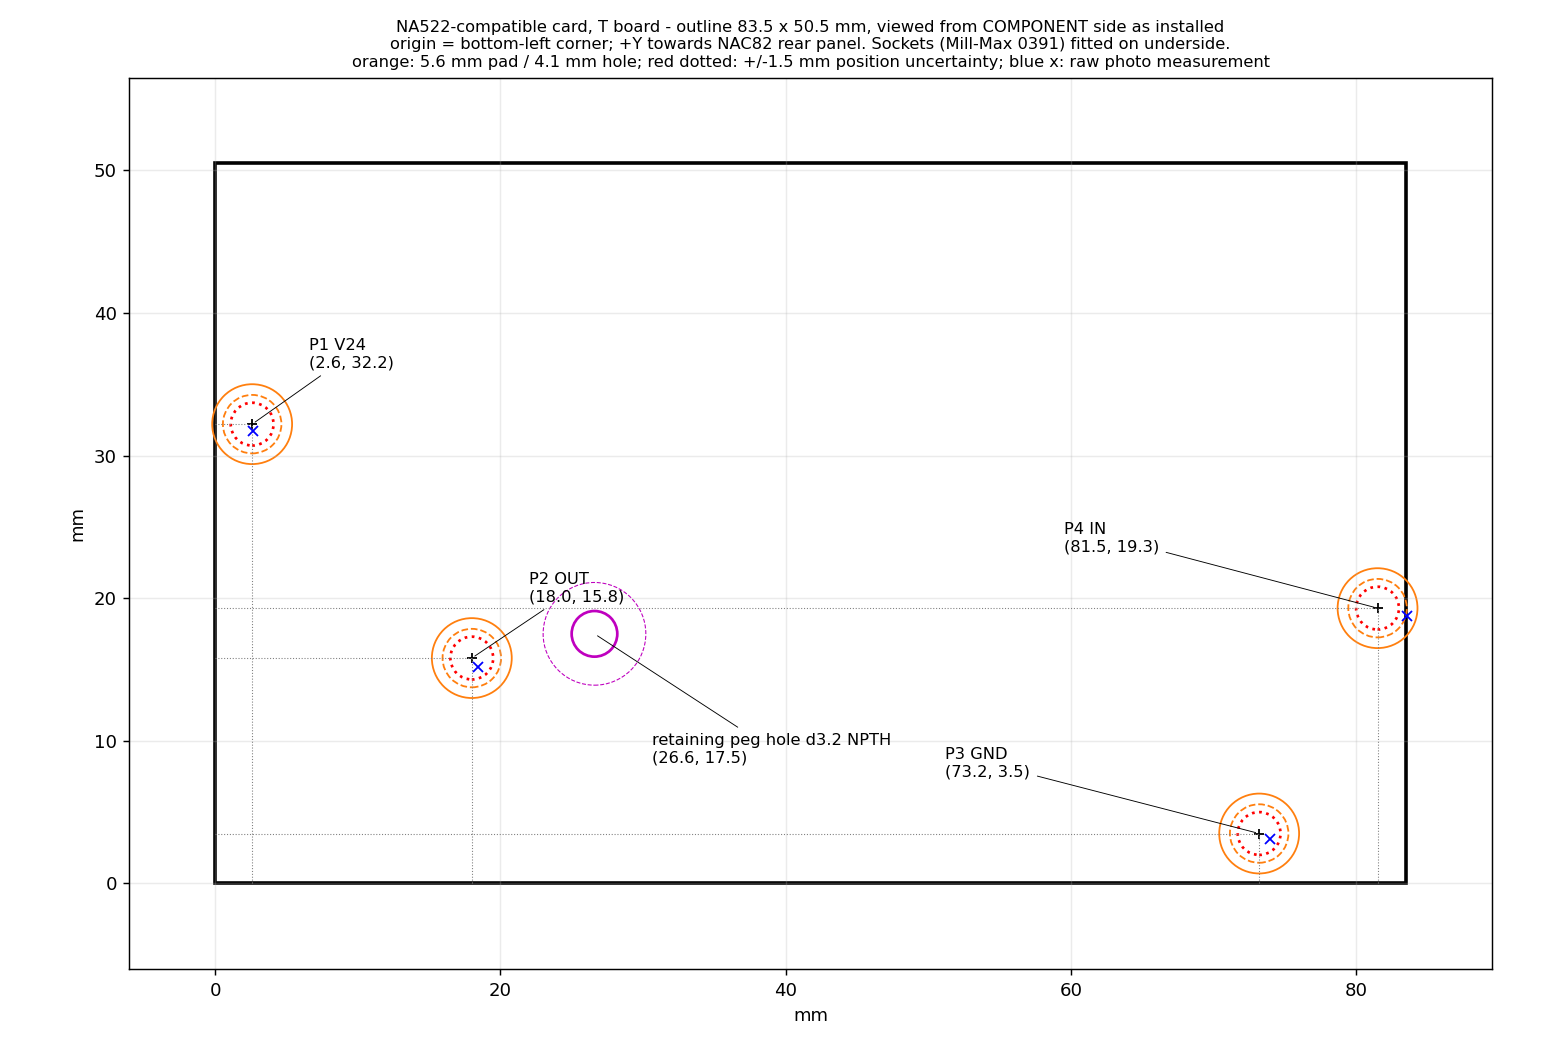 NA522-compatible card, T board - outline 83.5 x 50.5 mm, viewed from COMPONENT side as installed
origin = bottom-left corner; +Y towards NAC82 rear panel. Sockets (Mill-Max 0391) fitted on underside.
orange: 5.6 mm pad / 4.1 mm hole; red dotted: +/-1.5 mm position uncertainty; blue x: raw photo measurement
50
40
30
20
10
0
mm
P1 V24
(2.6, 32.2)
P4 IN
(81.5, 19.3)
P2 OUT
(18.0, 15.8)
retaining peg hole d3.2 NPTH
(26.6, 17.5)
P3 GND
(73.2, 3.5)
0
20
40
60
80
mm